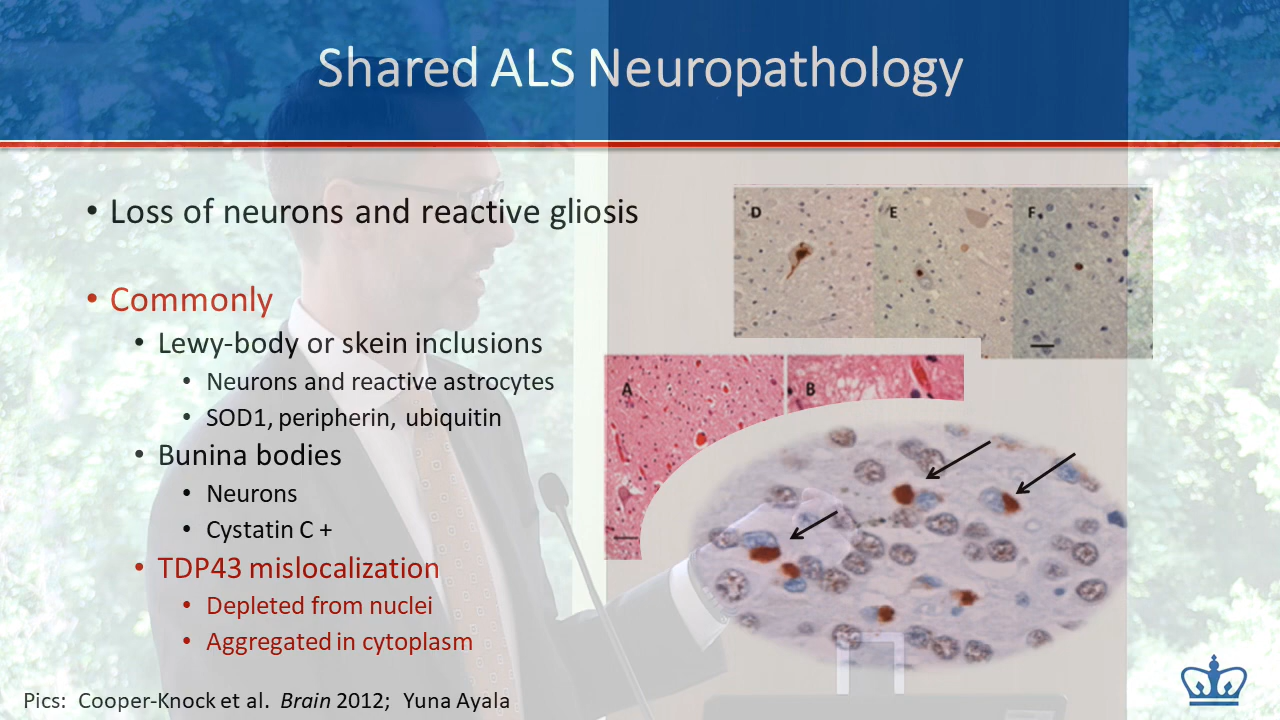 Shared ALS Neuropathology
• Loss of neurons and reactive gliosis
• Commonly
• Lewy-body or skein inclusions
• Neurons and reactive astrocytes
• SOD1, peripherin, ubiquitin
• Bunina bodies
• Neurons
• Cystatin C +
• TDP43 mislocalization
• Depleted from nuclei
• Aggregated in cytoplasm
D E F
A B
Pics: Cooper-Knock et al. Brain 2012; Yuna Ayala